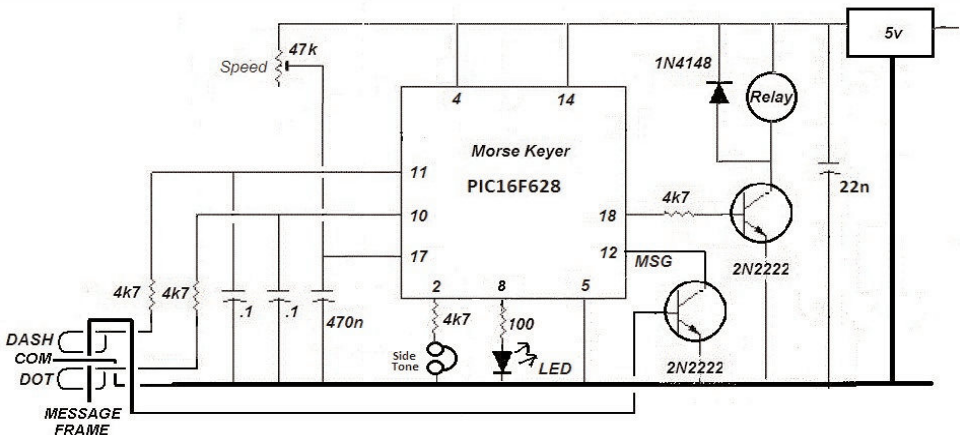 47k
Speed
5v
1N4148
Relay
4
14
Morse Keyer
PIC16F628
11
10
17
18
12
2
8
5
4k7
22n
MSG
2N2222
4k7
4k7
.1
.1
470n
4k7
100
Side
Tone
LED
2N2222
DASH
COM
DOT
MESSAGE
FRAME